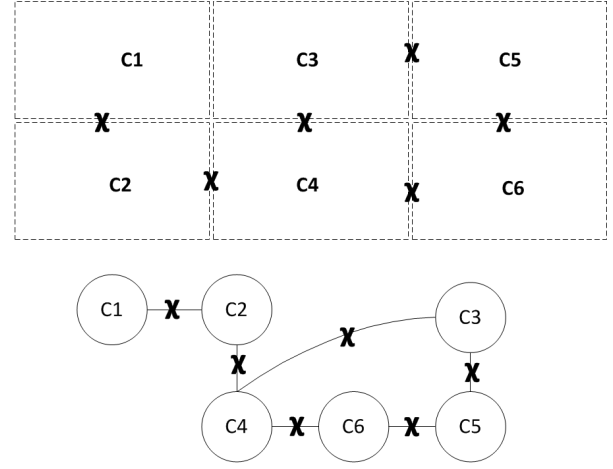 C1 C3 χ C5
χ χ χ
C2 χ C4 χ C6
C1 χ C2 C3
χ
χ χ
C4 χ C6 χ C5